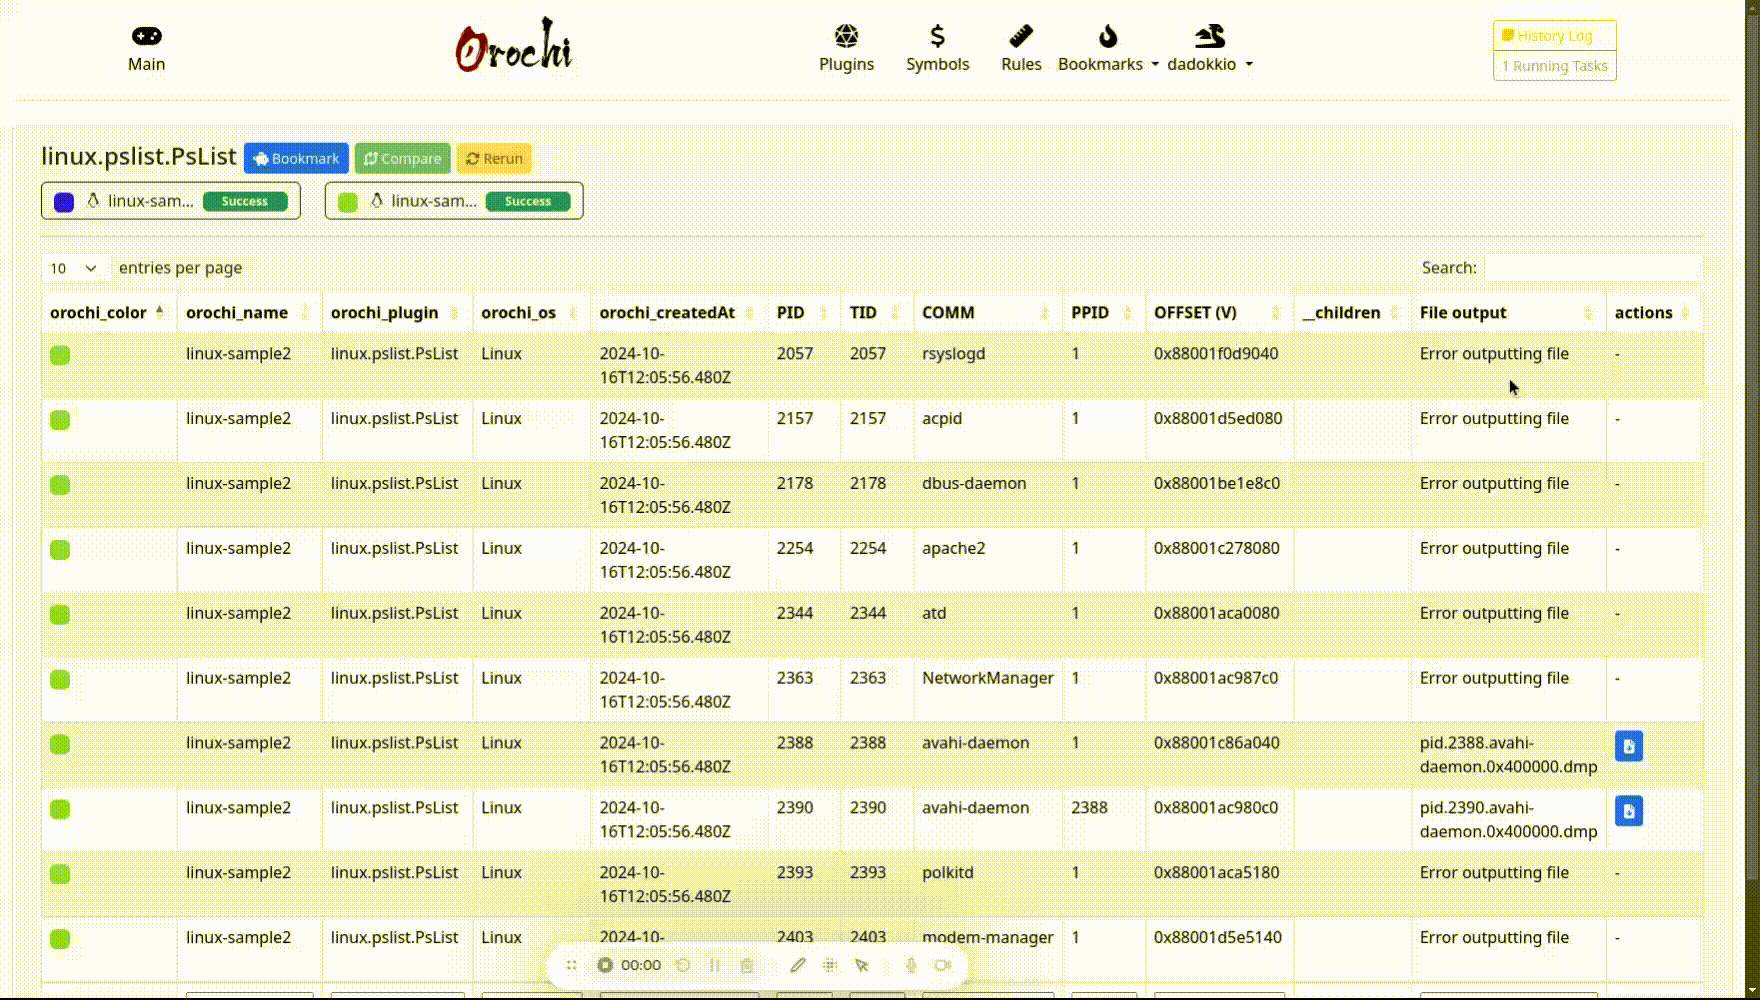 Main
Orochi
Plugins
Symbols
Rules
Bookmarks
dadokkio
History Log
1 Running Tasks
linux.pslist.PsList
Bookmark
Compare
Rerun
linux-sam...
Success
linux-sam...
Success
10
entries per page
Search:
orochi_color orochi_name orochi_plugin orochi_os orochi_createdAt PID TID COMM PPID OFFSET (V) __children File output actions
linux-sample2 linux.pslist.PsList Linux 2024-10- 2057 2057 rsyslogd 1 0x88001f0d9040 Error outputting file -
16T12:05:56.480Z
linux-sample2 linux.pslist.PsList Linux 2024-10- 2157 2157 acpid 1 0x88001d5ed080 Error outputting file -
16T12:05:56.480Z
linux-sample2 linux.pslist.PsList Linux 2024-10- 2178 2178 dbus-daemon 1 0x88001be1e8c0 Error outputting file -
16T12:05:56.480Z
linux-sample2 linux.pslist.PsList Linux 2024-10- 2254 2254 apache2 1 0x88001c278080 Error outputting file -
16T12:05:56.480Z
linux-sample2 linux.pslist.PsList Linux 2024-10- 2344 2344 atd 1 0x88001aca0080 Error outputting file -
16T12:05:56.480Z
linux-sample2 linux.pslist.PsList Linux 2024-10- 2363 2363 NetworkManager 1 0x88001ac987c0 Error outputting file -
16T12:05:56.480Z
linux-sample2 linux.pslist.PsList Linux 2024-10- 2388 2388 avahi-daemon 1 0x88001c86a040 pid.2388.avahi-
16T12:05:56.480Z daemon.0x400000.dmp
linux-sample2 linux.pslist.PsList Linux 2024-10- 2390 2390 avahi-daemon 2388 0x88001ac980c0 pid.2390.avahi-
16T12:05:56.480Z daemon.0x400000.dmp
linux-sample2 linux.pslist.PsList Linux 2024-10- 2393 2393 polkitd 1 0x88001aca5180 Error outputting file -
16T12:05:56.480Z
linux-sample2 linux.pslist.PsList Linux 2024-10- 2403 2403 modem-manager 1 0x88001d5e5140 Error outputting file -
00:00